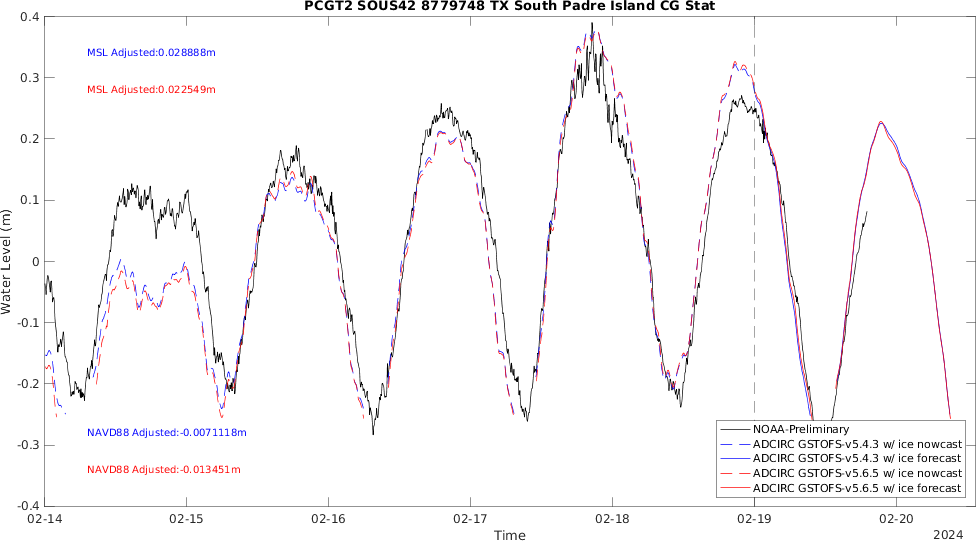 PCGT2 SOUS42 8779748 TX South Padre Island CG Stat
MSL Adjusted:0.028888m
MSL Adjusted:0.022549m
NAVD88 Adjusted:-0.0071118m
NAVD88 Adjusted:-0.013451m
Water Level (m)
0.4
0.3
0.2
0.1
0
-0.1
-0.2
-0.3
-0.4
NOAA-Preliminary
ADCIRC GSTOFS-v5.4.3 w/ ice nowcast
ADCIRC GSTOFS-v5.4.3 w/ ice forecast
ADCIRC GSTOFS-v5.6.5 w/ ice nowcast
ADCIRC GSTOFS-v5.6.5 w/ ice forecast
02-14 02-15 02-16 02-17 02-18 02-19 02-20
Time
2024